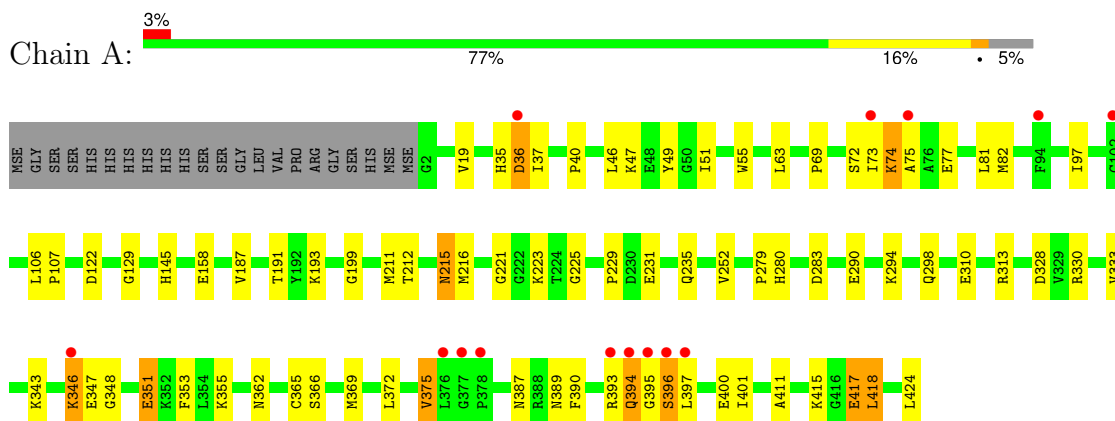 3%
Chain A:
77% 16% • 5%
MSE GLY SER SER HIS HIS HIS HIS HIS HIS SER SER GLY LEU VAL PRO ARG GLY SER HIS MSE MSE G2 V19 H35 D36 I37 P40 L46 K47 E48 Y49 G50 I51 W55 L63 P69 S72 I73 K74 A75 A76 E77 L81 M82 F94 I97
L106 P107 D122 G129 H145 E158 V187 T191 Y192 K193 G199 M211 T212 N215 M216 G221 G222 K223 T224 G225 P229 D230 E231 Q235 V252 P279 H280 D283 E290 K294 Q298 E310 R313 D328 V329 R330
K343 K346 E347 G348 E351 K352 F353 L354 K355 N362 C365 S366 M369 L372 V375 L376 G377 P378 N387 R388 N389 F390 R393 Q394 G395 S396 L397 E400 I401 A411 K415 G416 E417 L418 L424